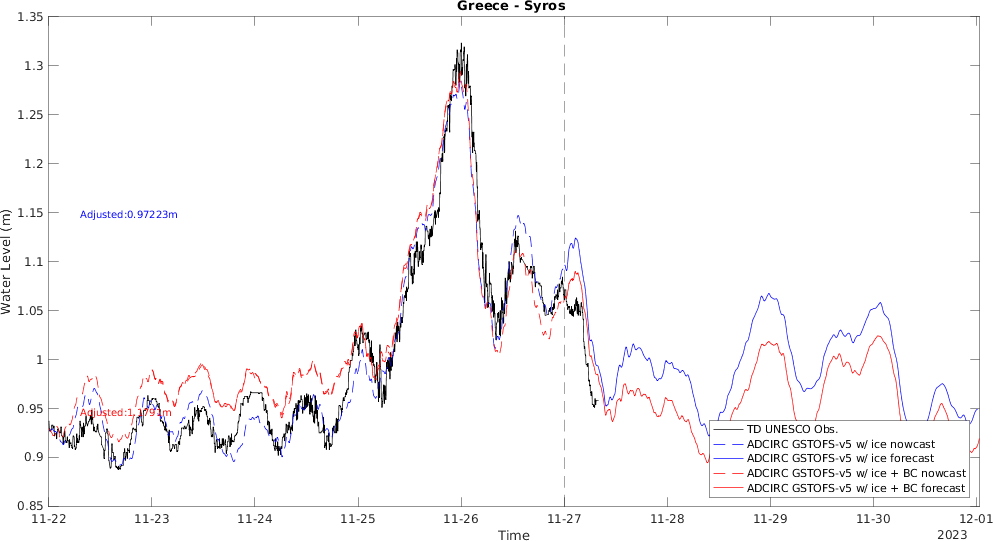 Greece - Syros
1.35
1.3
1.25
1.2
1.15
1.1
1.05
1
0.95
0.9
0.85
Water Level (m)
Adjusted:0.97223m
TD UNESCO Obs.
ADCIRC GSTOFS-v5 w/ ice nowcast
ADCIRC GSTOFS-v5 w/ ice forecast
ADCIRC GSTOFS-v5 w/ ice + BC nowcast
ADCIRC GSTOFS-v5 w/ ice + BC forecast
11-22 11-23 11-24 11-25 11-26 11-27 11-28 11-29 11-30 12-01
Time
2023